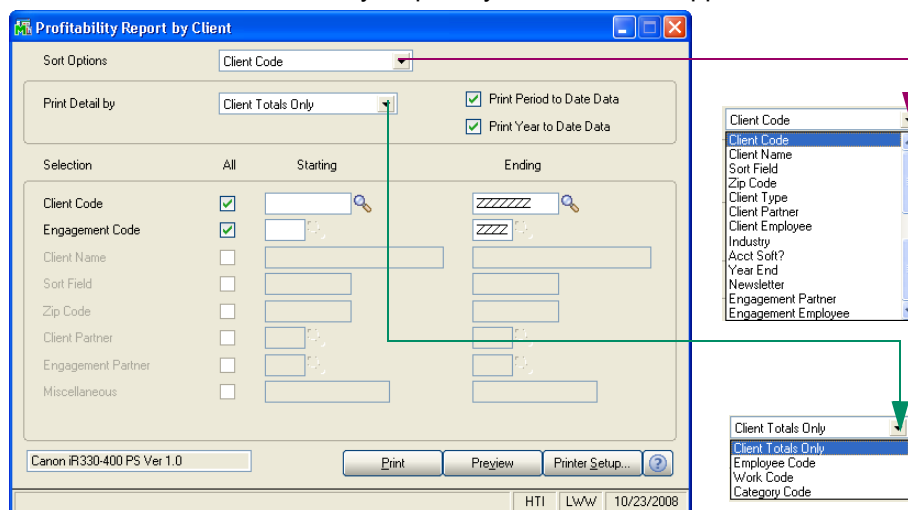 Profitability Report by Client
Sort Options Client Code
Print Detail by Client Totals Only Print Period to Date Data
Print Year to Date Data
Selection All Starting Ending
Client Code ZZZZZZZ
Engagement Code ZZZZ
Client Name
Sort Field
Zip Code
Client Partner
Engagement Partner
Miscellaneous
Canon iR330-400 PS Ver 1.0 Print Preview Printer Setup...
HTI LWW 10/23/2008
Client Code
Client Code
Client Name
Sort Field
Zip Code
Client Type
Client Partner
Client Employee
Industry
Acct Soft?
Year End
Newsletter
Engagement Partner
Engagement Employee
Client Totals Only
Client Totals Only
Employee Code
Work Code
Category Code